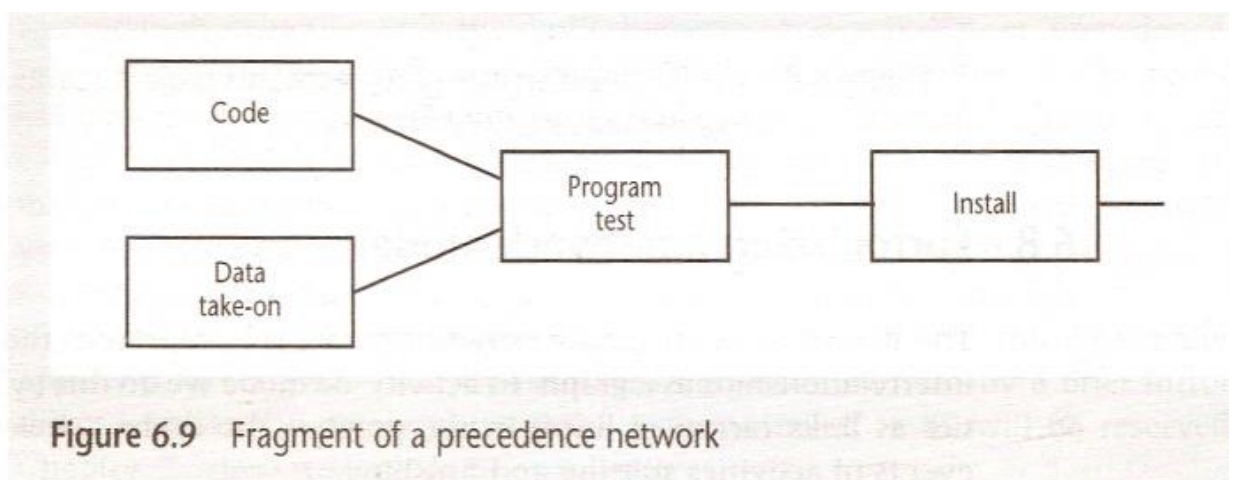 Code
Data
take-on
Program
test
Install
Figure 6.9 Fragment of a precedence network